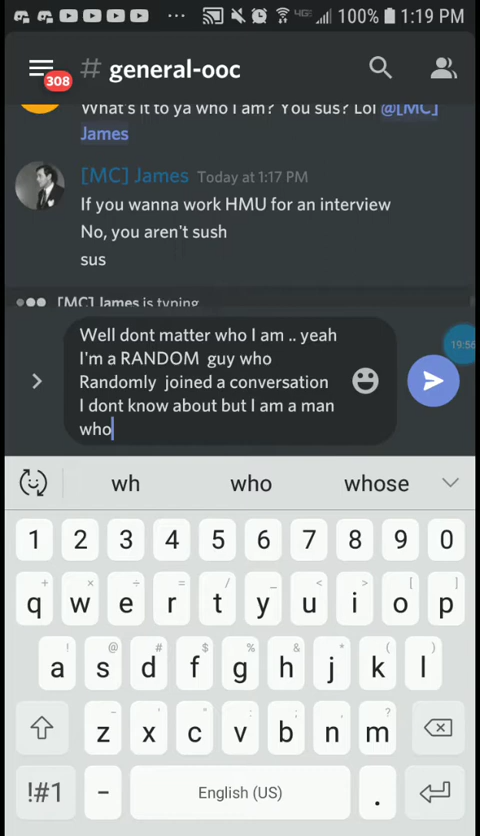 100% 1:19 PM
308
# general-ooc
What's it to ya who I am? You sus? Lol @[MC]
James
[MC] James Today at 1:17 PM
If you wanna work HMU for an interview
No, you aren't sush
sus
[MC] James is typing
Well dont matter who I am .. yeah
I'm a RANDOM guy who
Randomly joined a conversation
I dont know about but I am a man
who
19:56
wh who whose
1 2 3 4 5 6 7 8 9 0
q w e r t y u i o p
a s d f g h j k l
z x c v b n m
!#1 - English (US) .